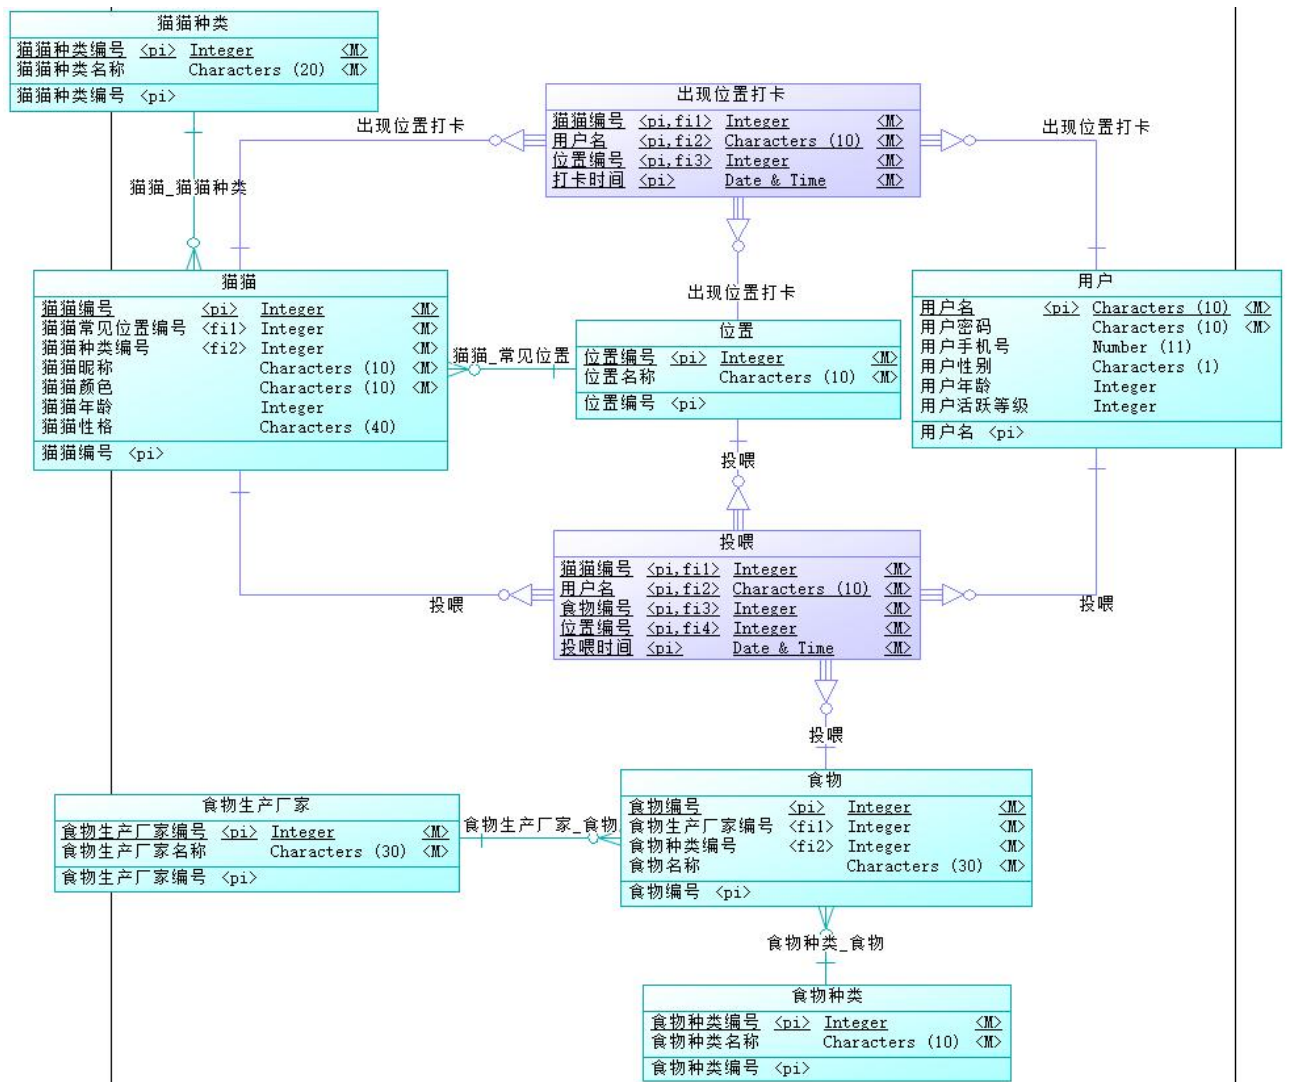 猫猫种类
猫猫种类编号 <pi> Integer <M>
猫猫种类名称 Characters (20) <M>
猫猫种类编号 <pi>
出现位置打卡
猫猫编号 <pi,fi1> Integer <M>
用户名 <pi,fi2> Characters (10) <M>
位置编号 <pi,fi3> Integer <M>
打卡时间 <pi> Date & Time <M>
出现位置打卡
出现位置打卡
猫猫_猫猫种类
出现位置打卡
猫猫
猫猫编号 <pi> Integer <M>
猫猫常见位置编号 <fi1> Integer <M>
猫猫种类编号 <fi2> Integer <M>
猫猫昵称 Characters (10) <M>
猫猫颜色 Characters (10) <M>
猫猫年龄 Integer
猫猫性格 Characters (40)
猫猫编号 <pi>
猫猫_常见位置
位置
位置编号 <pi> Integer <M>
位置名称 Characters (10) <M>
位置编号 <pi>
用户
用户名 <pi> Characters (10) <M>
用户密码 Characters (10) <M>
用户手机号 Number (11)
用户性别 Characters (1)
用户年龄 Integer
用户活跃等级 Integer
用户名 <pi>
投喂
投喂
猫猫编号 <pi,fi1> Integer <M>
用户名 <pi,fi2> Characters (10) <M>
食物编号 <pi,fi3> Integer <M>
位置编号 <pi,fi4> Integer <M>
投喂时间 <pi> Date & Time <M>
投喂
投喂
投喂
食物
食物编号 <pi> Integer <M>
食物生产厂家编号 <fi1> Integer <M>
食物种类编号 <fi2> Integer <M>
食物名称 Characters (30) <M>
食物编号 <pi>
食物生产厂家
食物生产厂家编号 <pi> Integer <M>
食物生产厂家名称 Characters (30) <M>
食物生产厂家编号 <pi>
食物生产厂家_食物
食物种类_食物
食物种类
食物种类编号 <pi> Integer <M>
食物种类名称 Characters (10) <M>
食物种类编号 <pi>